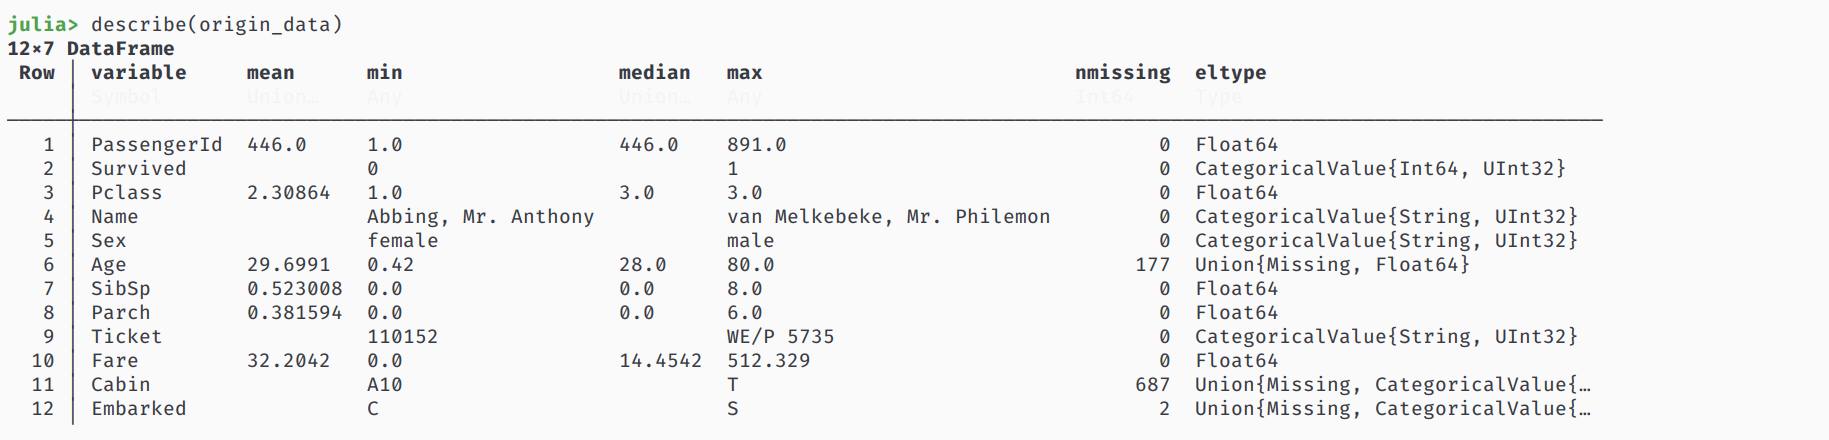 julia> describe(origin_data)
12×7 DataFrame
 Row │ variable     mean      min                  median   max                          nmissing  eltype
     │ Symbol       Union…    Any                  Union…   Any                          Int64     Type
─────┼────────────────────────────────────────────────────────────────────────────────────────────────
   1 │ PassengerId  446.0     1.0                  446.0    891.0                               0  Float64
   2 │ Survived               0                             1                                   0  CategoricalValue{Int64, UInt32}
   3 │ Pclass       2.30864   1.0                  3.0      3.0                                 0  Float64
   4 │ Name                   Abbing, Mr. Anthony           van Melkebeke, Mr. Philemon         0  CategoricalValue{String, UInt32}
   5 │ Sex                    female                        male                                0  CategoricalValue{String, UInt32}
   6 │ Age          29.6991   0.42                 28.0     80.0                              177  Union{Missing, Float64}
   7 │ SibSp        0.523008  0.0                  0.0      8.0                                 0  Float64
   8 │ Parch        0.381594  0.0                  0.0      6.0                                 0  Float64
   9 │ Ticket                 110152                        WE/P 5735                           0  CategoricalValue{String, UInt32}
  10 │ Fare         32.2042   0.0                  14.4542  512.329                             0  Float64
  11 │ Cabin                  A10                           T                                 687  Union{Missing, CategoricalValue{…
  12 │ Embarked               C                             S                                   2  Union{Missing, CategoricalValue{…